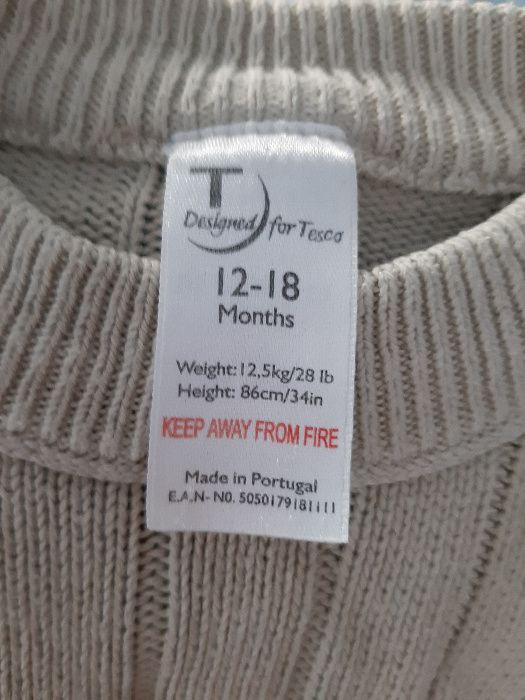 T
Designed for Tesco
12-18
Months
Weight: 12,5kg/28 lb
Height: 86cm/34in
KEEP AWAY FROM FIRE
Made in Portugal
E.A.N- NO. 5050179181111